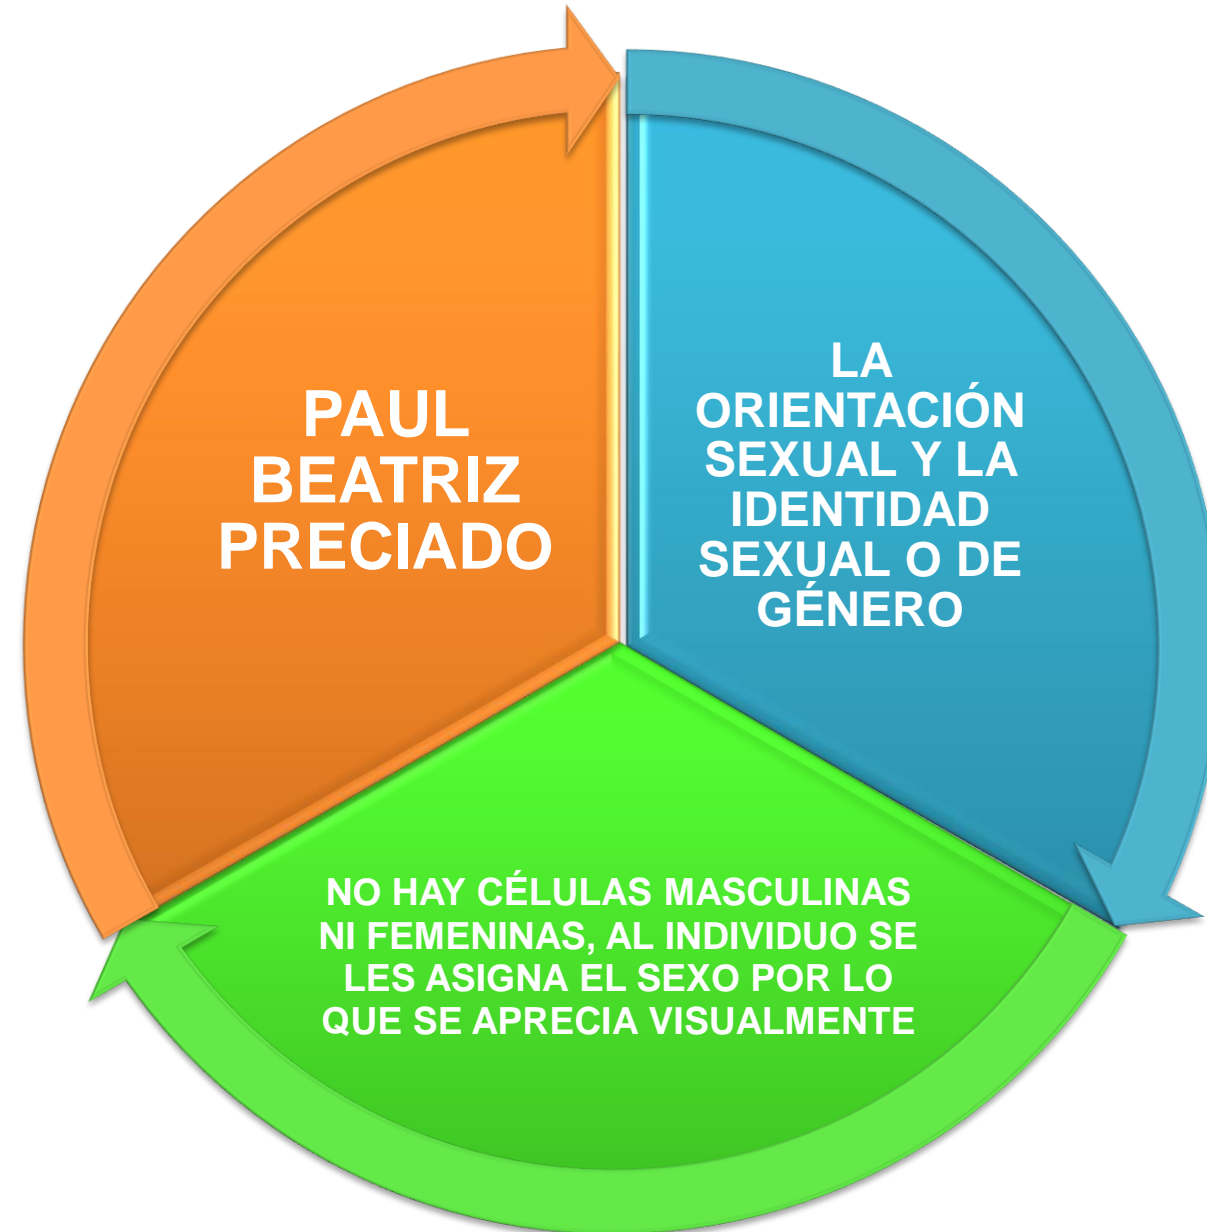 PAUL
BEATRIZ
PRECIADO
LA
ORIENTACIÓN
SEXUAL Y LA
IDENTIDAD
SEXUAL O DE
GÉNERO
NO HAY CÉLULAS MASCULINAS
NI FEMENINAS, AL INDIVIDUO SE
LES ASIGNA EL SEXO POR LO
QUE SE APRECIA VISUALMENTE